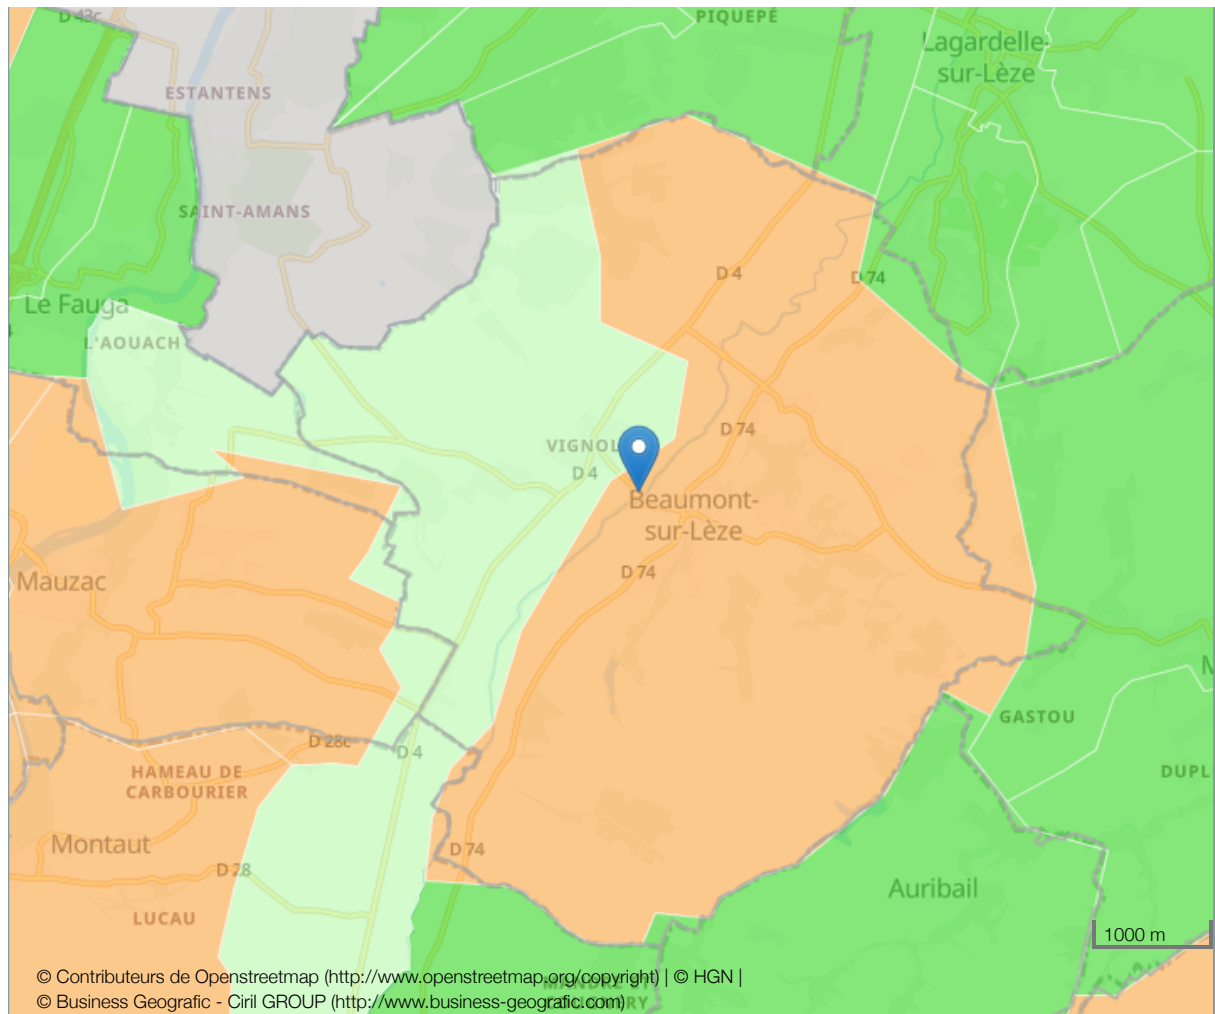 D 43c
PIQUEPÉ
Lagardelle-
sur-Lèze
ESTANTENS
SAINT-AMANS
D 4
D 74
Le Fauga
L'AOUACH
D 74
VIGNOL
D 4
Beaumont-
sur-Lèze
D 74
Mauzac
GASTOU
D 28c
D 4
HAMEAU DE
CARBOURIER
DUPL
Montaut
D 74
D 28
Auribail
LUCAU
1000 m
© Contributeurs de Openstreetmap (http://www.openstreetmap.org/copyright) | © HGN |
© Business Geografic - Ciril GROUP (http://www.business-geografic.com)